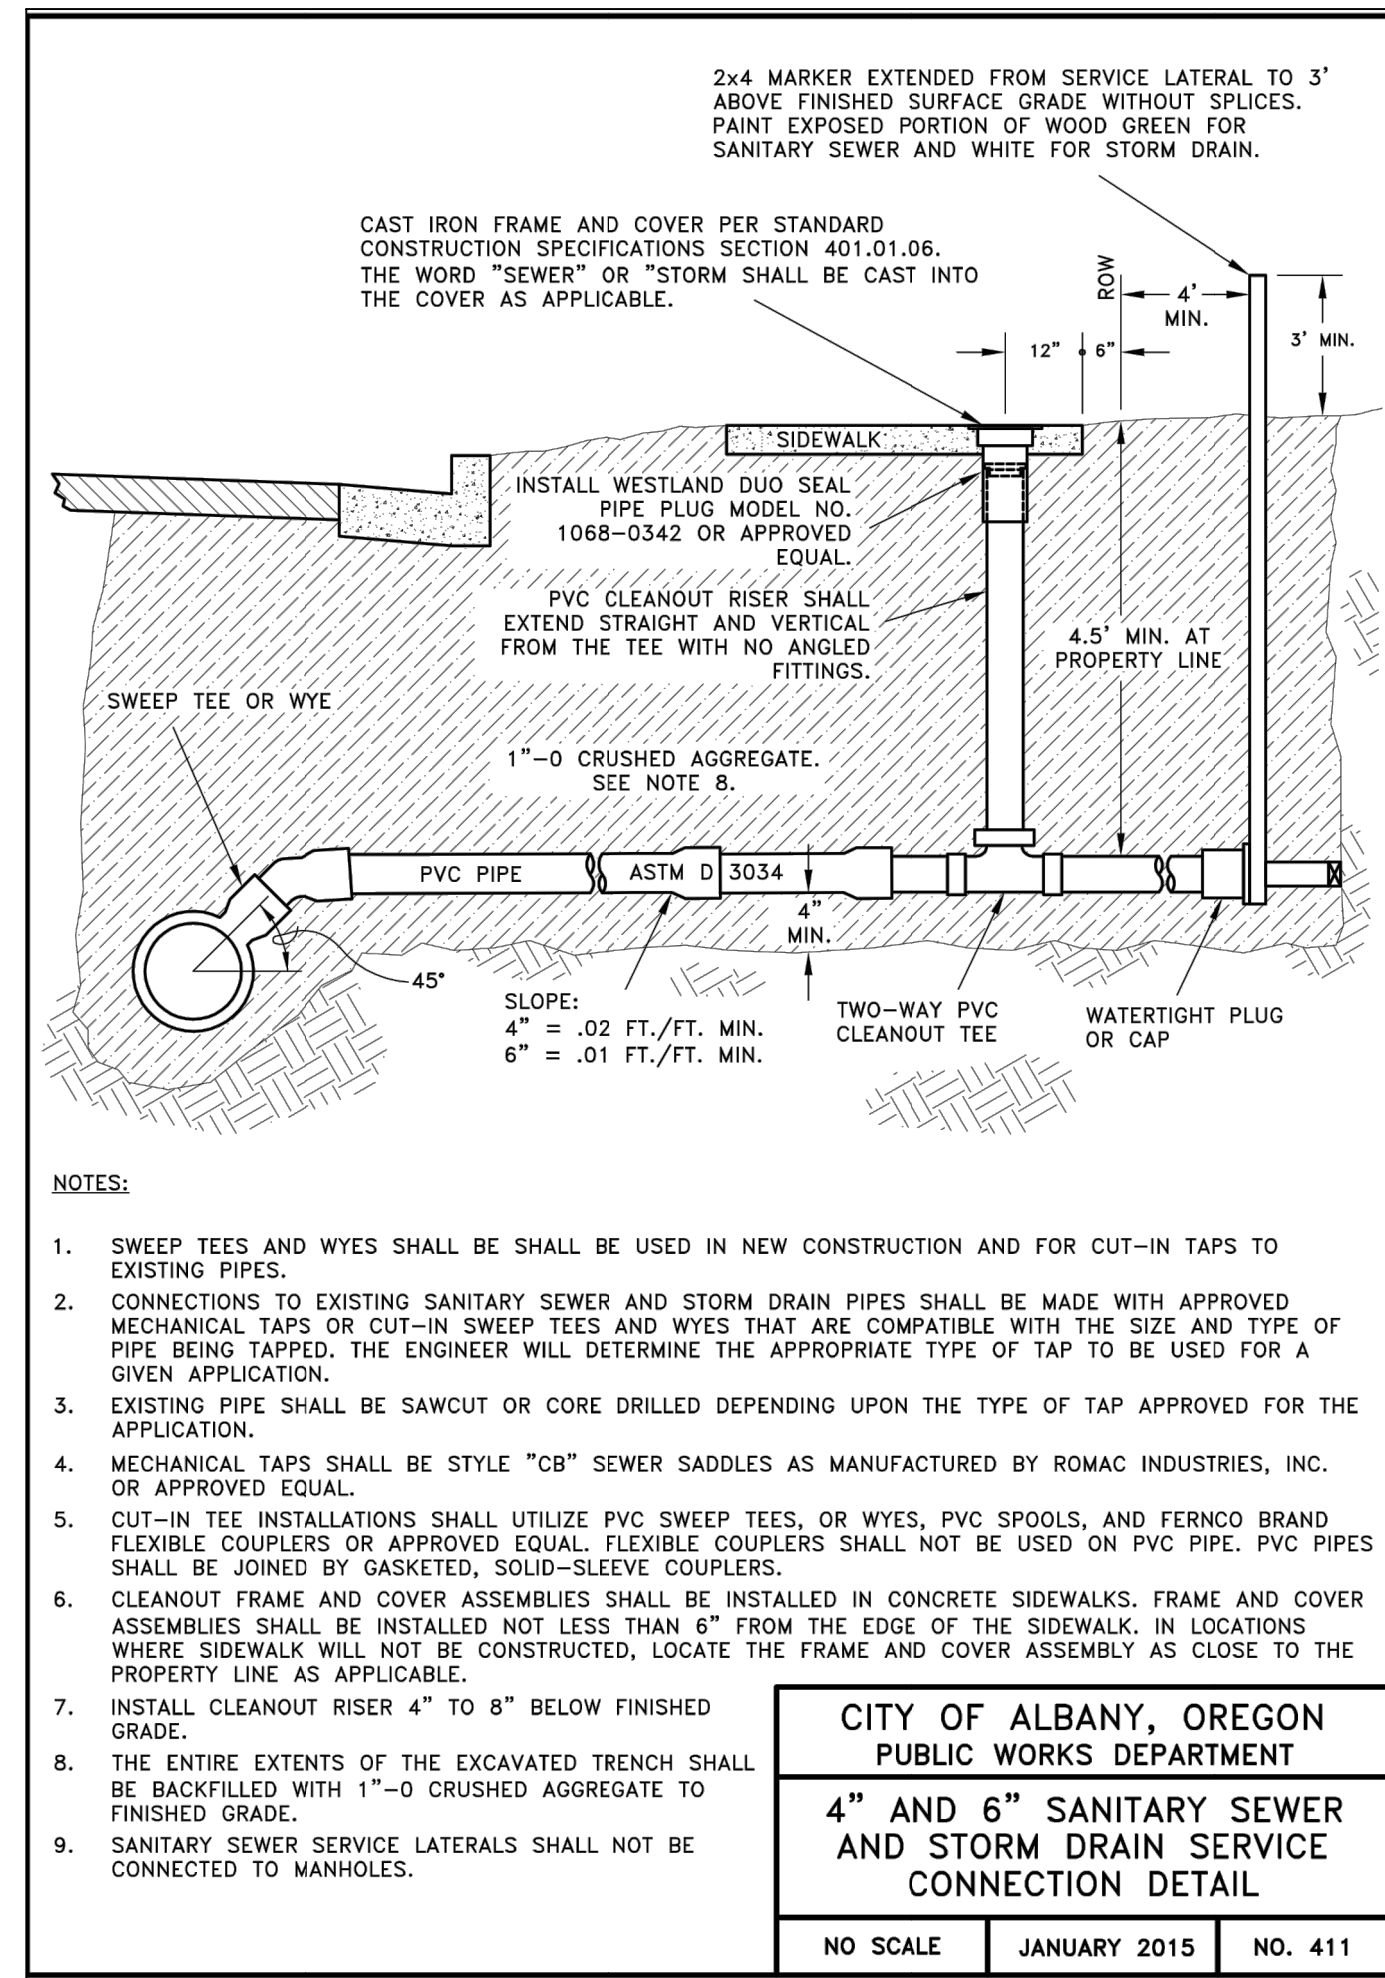 2x4 MARKER EXTENDED FROM SERVICE LATERAL TO 3'
ABOVE FINISHED SURFACE GRADE WITHOUT SPLICES.
PAINT EXPOSED PORTION OF WOOD GREEN FOR
SANITARY SEWER AND WHITE FOR STORM DRAIN.
CAST IRON FRAME AND COVER PER STANDARD
CONSTRUCTION SPECIFICATIONS SECTION 401.01.06.
THE WORD "SEWER" OR "STORM SHALL BE CAST INTO
THE COVER AS APPLICABLE.
ROW
4'
MIN.
3' MIN.
12"
6"
SIDEWALK
INSTALL WESTLAND DUO SEAL
PIPE PLUG MODEL NO.
1068-0342 OR APPROVED
EQUAL.
PVC CLEANOUT RISER SHALL
EXTEND STRAIGHT AND VERTICAL
FROM THE TEE WITH NO ANGLED
FITTINGS.
4.5' MIN. AT
PROPERTY LINE
SWEEP TEE OR WYE
1"-0 CRUSHED AGGREGATE.
SEE NOTE 8.
PVC PIPE
ASTM D 3034
4"
MIN.
45°
SLOPE:
4" = .02 FT./FT. MIN.
6" = .01 FT./FT. MIN.
TWO-WAY PVC
CLEANOUT TEE
WATERTIGHT PLUG
OR CAP
NOTES:
1. SWEEP TEES AND WYES SHALL BE SHALL BE USED IN NEW CONSTRUCTION AND FOR CUT-IN TAPS TO
EXISTING PIPES.
2. CONNECTIONS TO EXISTING SANITARY SEWER AND STORM DRAIN PIPES SHALL BE MADE WITH APPROVED
MECHANICAL TAPS OR CUT-IN SWEEP TEES AND WYES THAT ARE COMPATIBLE WITH THE SIZE AND TYPE OF
PIPE BEING TAPPED. THE ENGINEER WILL DETERMINE THE APPROPRIATE TYPE OF TAP TO BE USED FOR A
GIVEN APPLICATION.
3. EXISTING PIPE SHALL BE SAWCUT OR CORE DRILLED DEPENDING UPON THE TYPE OF TAP APPROVED FOR THE
APPLICATION.
4. MECHANICAL TAPS SHALL BE STYLE "CB" SEWER SADDLES AS MANUFACTURED BY ROMAC INDUSTRIES, INC.
OR APPROVED EQUAL.
5. CUT-IN TEE INSTALLATIONS SHALL UTILIZE PVC SWEEP TEES, OR WYES, PVC SPOOLS, AND FERNCO BRAND
FLEXIBLE COUPLERS OR APPROVED EQUAL. FLEXIBLE COUPLERS SHALL NOT BE USED ON PVC PIPE. PVC PIPES
SHALL BE JOINED BY GASKETED, SOLID-SLEEVE COUPLERS.
6. CLEANOUT FRAME AND COVER ASSEMBLIES SHALL BE INSTALLED IN CONCRETE SIDEWALKS. FRAME AND COVER
ASSEMBLIES SHALL BE INSTALLED NOT LESS THAN 6" FROM THE EDGE OF THE SIDEWALK. IN LOCATIONS
WHERE SIDEWALK WILL NOT BE CONSTRUCTED, LOCATE THE FRAME AND COVER ASSEMBLY AS CLOSE TO THE
PROPERTY LINE AS APPLICABLE.
7. INSTALL CLEANOUT RISER 4" TO 8" BELOW FINISHED
GRADE.
8. THE ENTIRE EXTENTS OF THE EXCAVATED TRENCH SHALL
BE BACKFILLED WITH 1"-0 CRUSHED AGGREGATE TO
FINISHED GRADE.
9. SANITARY SEWER SERVICE LATERALS SHALL NOT BE
CONNECTED TO MANHOLES.
CITY OF ALBANY, OREGON
PUBLIC WORKS DEPARTMENT
4" AND 6" SANITARY SEWER
AND STORM DRAIN SERVICE
CONNECTION DETAIL
NO SCALE
JANUARY 2015
NO. 411